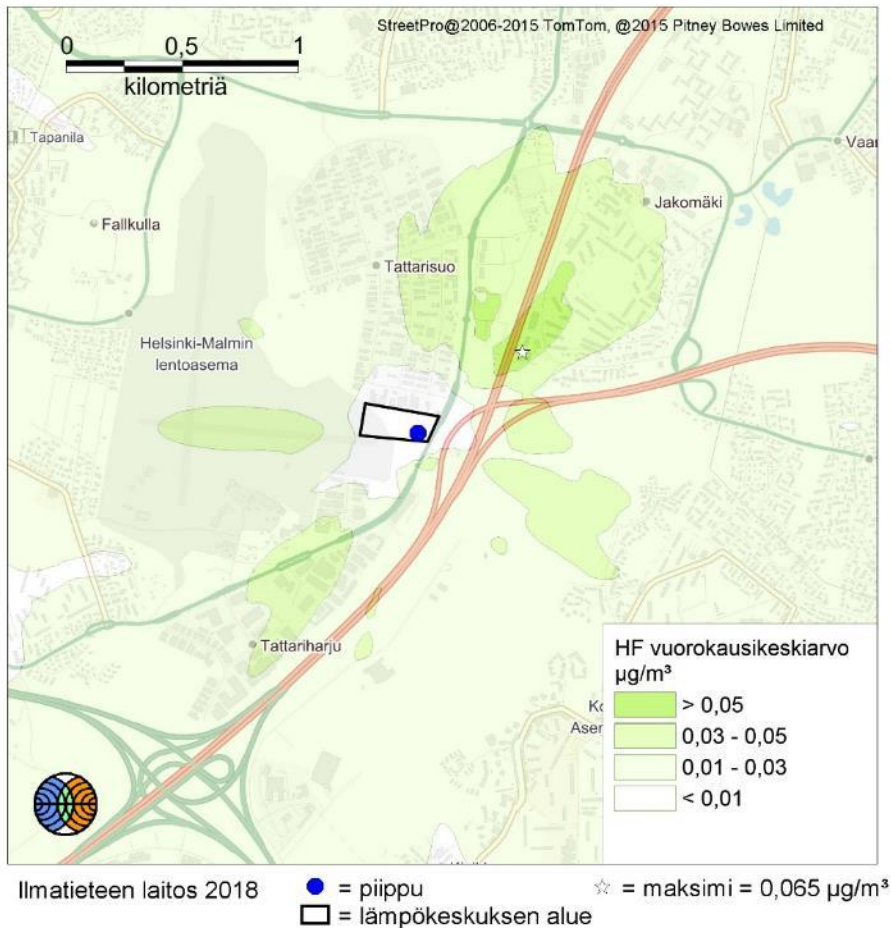 StreetPro@2006-2015 TomTom, @2015 Pitney Bowes Limited
0 0,5 1
kilometriä
Tapanila
Vaar
Jakomäki
Fallkulla
Tattarisuo
Helsinki-Malmin
lentoasema
Tattariharju
HF vuorokausikeskiarvo
µg/m³
> 0,05
0,03 - 0,05
0,01 - 0,03
< 0,01
Ilmatieteen laitos 2018
= piippu
= maksimi = 0,065 µg/m³
= lämpökeskuksen alue